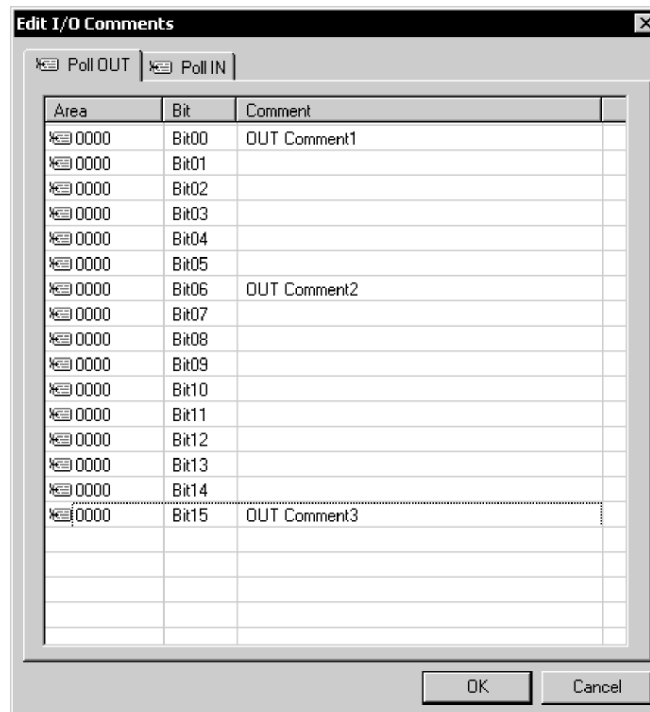 Edit I/O Comments
Poll OUT Poll IN
Area Bit Comment
0000 Bit00 OUT Comment1
0000 Bit01
0000 Bit02
0000 Bit03
0000 Bit04
0000 Bit05
0000 Bit06 OUT Comment2
0000 Bit07
0000 Bit08
0000 Bit09
0000 Bit10
0000 Bit11
0000 Bit12
0000 Bit13
0000 Bit14
0000 Bit15 OUT Comment3
OK Cancel